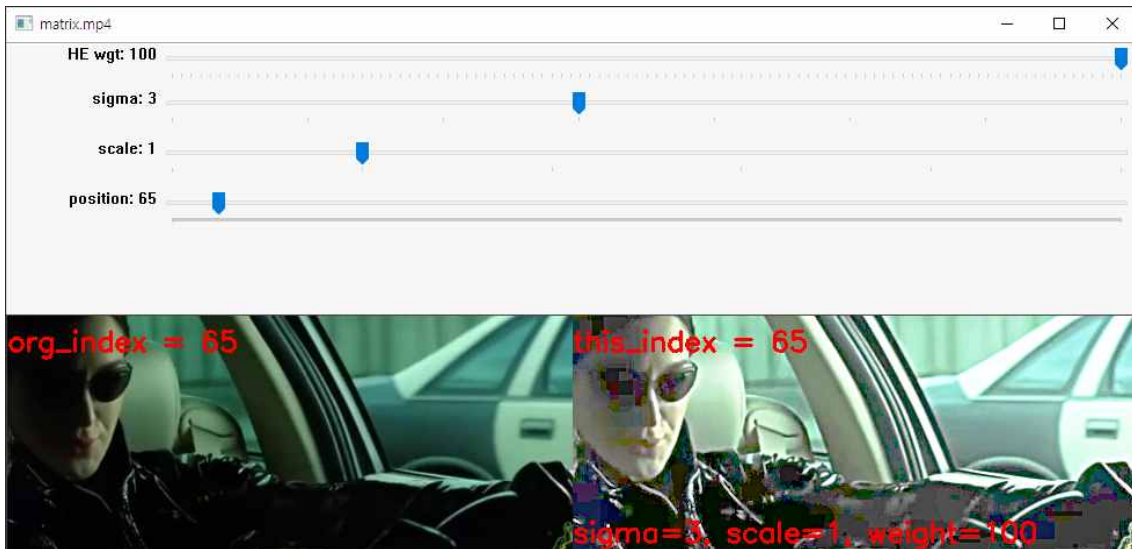 matrix.mp4
HE wgt: 100
sigma: 3
scale: 1
position: 65
org_index = 65
this_index = 65
sigma=3, scale=1, weight=100